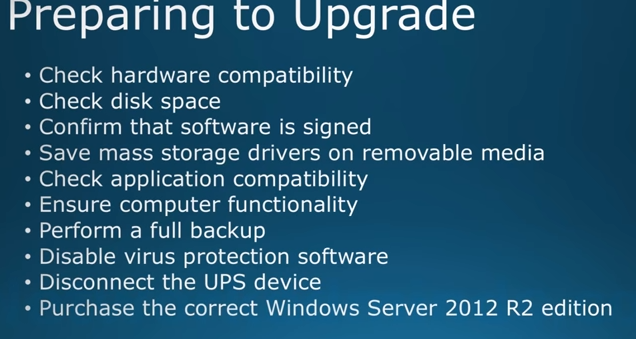 Preparing to Upgrade
• Check hardware compatibility
• Check disk space
• Confirm that software is signed
• Save mass storage drivers on removable media
• Check application compatibility
• Ensure computer functionality
• Perform a full backup
• Disable virus protection software
• Disconnect the UPS device
• Purchase the correct Windows Server 2012 R2 edition